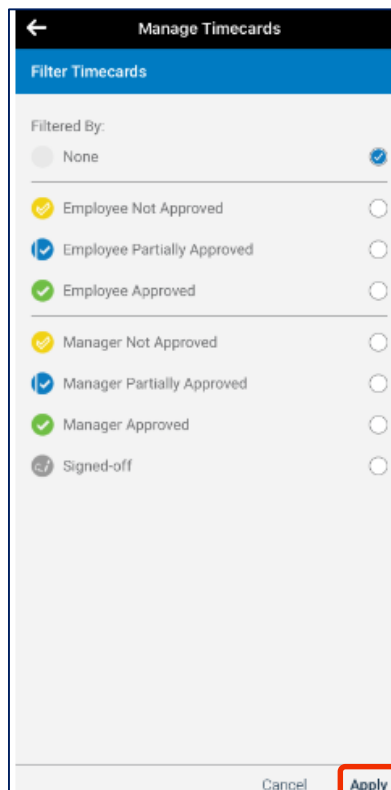 Manage Timecards
Filter Timecards
Filtered By:
None
Employee Not Approved
Employee Partially Approved
Employee Approved
Manager Not Approved
Manager Partially Approved
Manager Approved
Signed-off
Cancel Apply